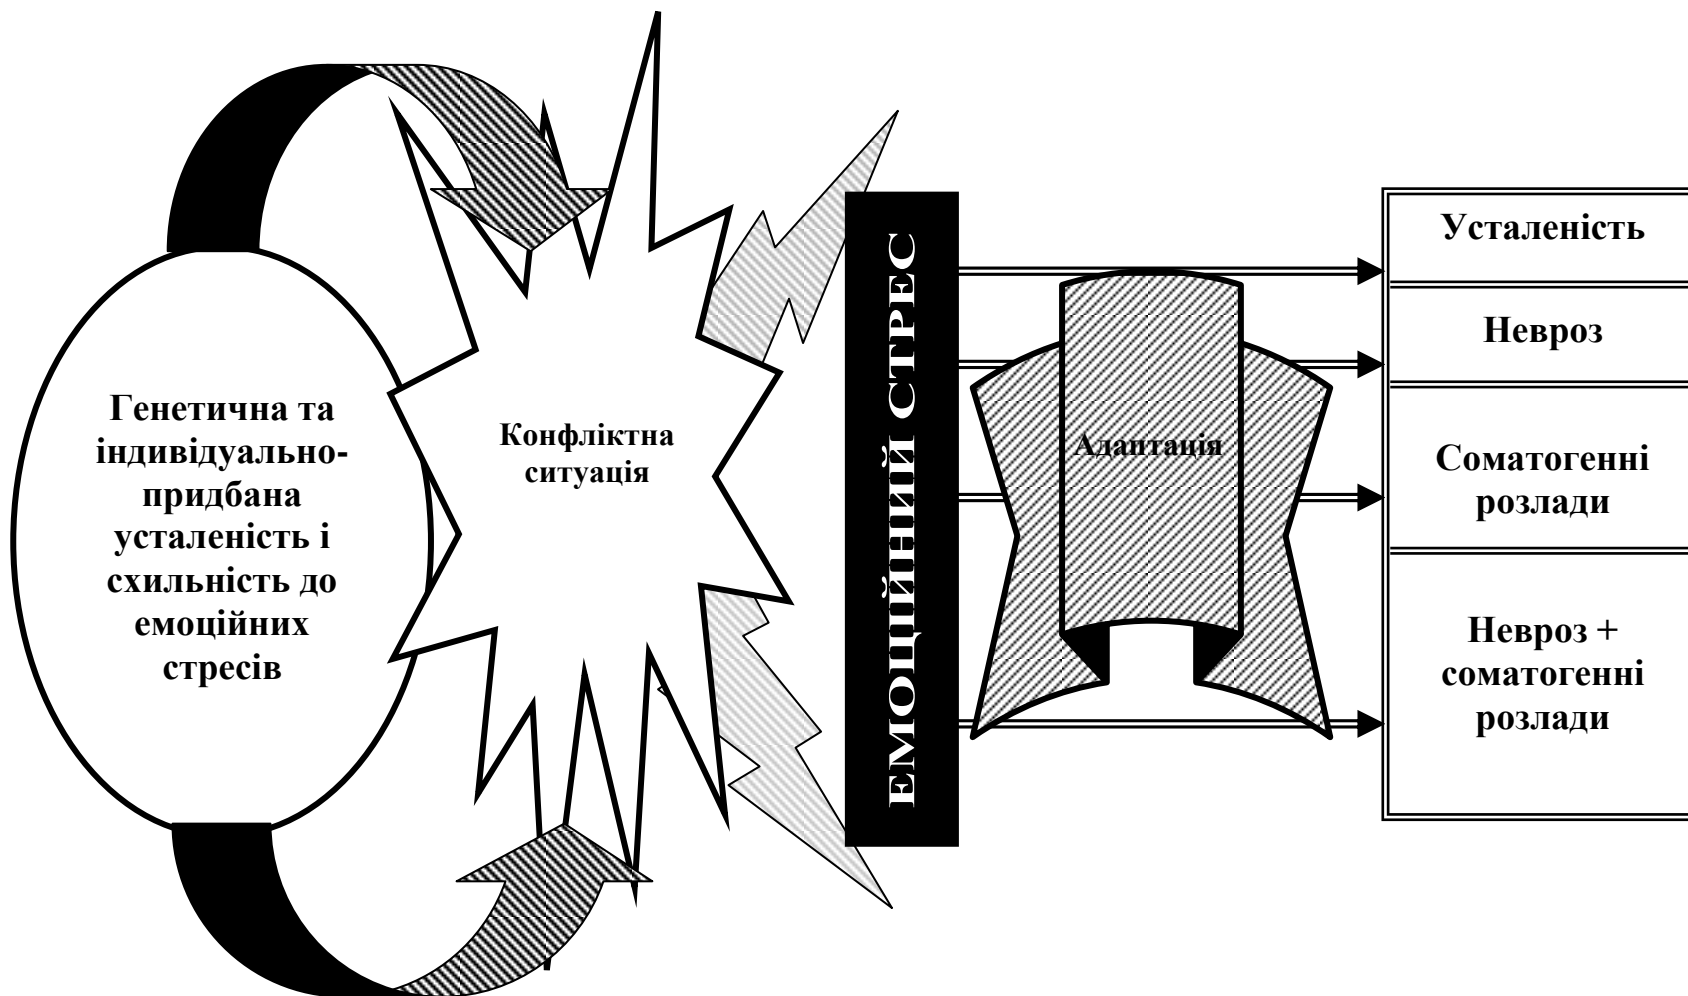 Генетична та
індивідуально-
придбана
усталеність і
схильність до
емоційних
стресів
Конфліктна
ситуація
ЕМОЦІЙНИЙ СТРЕС
Адаптація
Усталеність
Невроз
Соматогенні
розлади
Невроз +
соматогенні
розлади